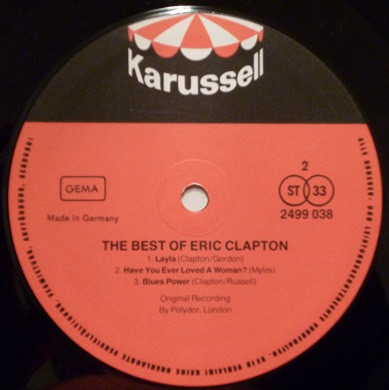 Karussell
GEMA
Made in Germany
2
ST 33
2499 038
THE BEST OF ERIC CLAPTON
1. Layla (Clapton/Gordon)
2. Have You Ever Loved A Woman? (Myles)
3. Blues Power (Clapton/Russell)
Original Recording
By Polydor, London